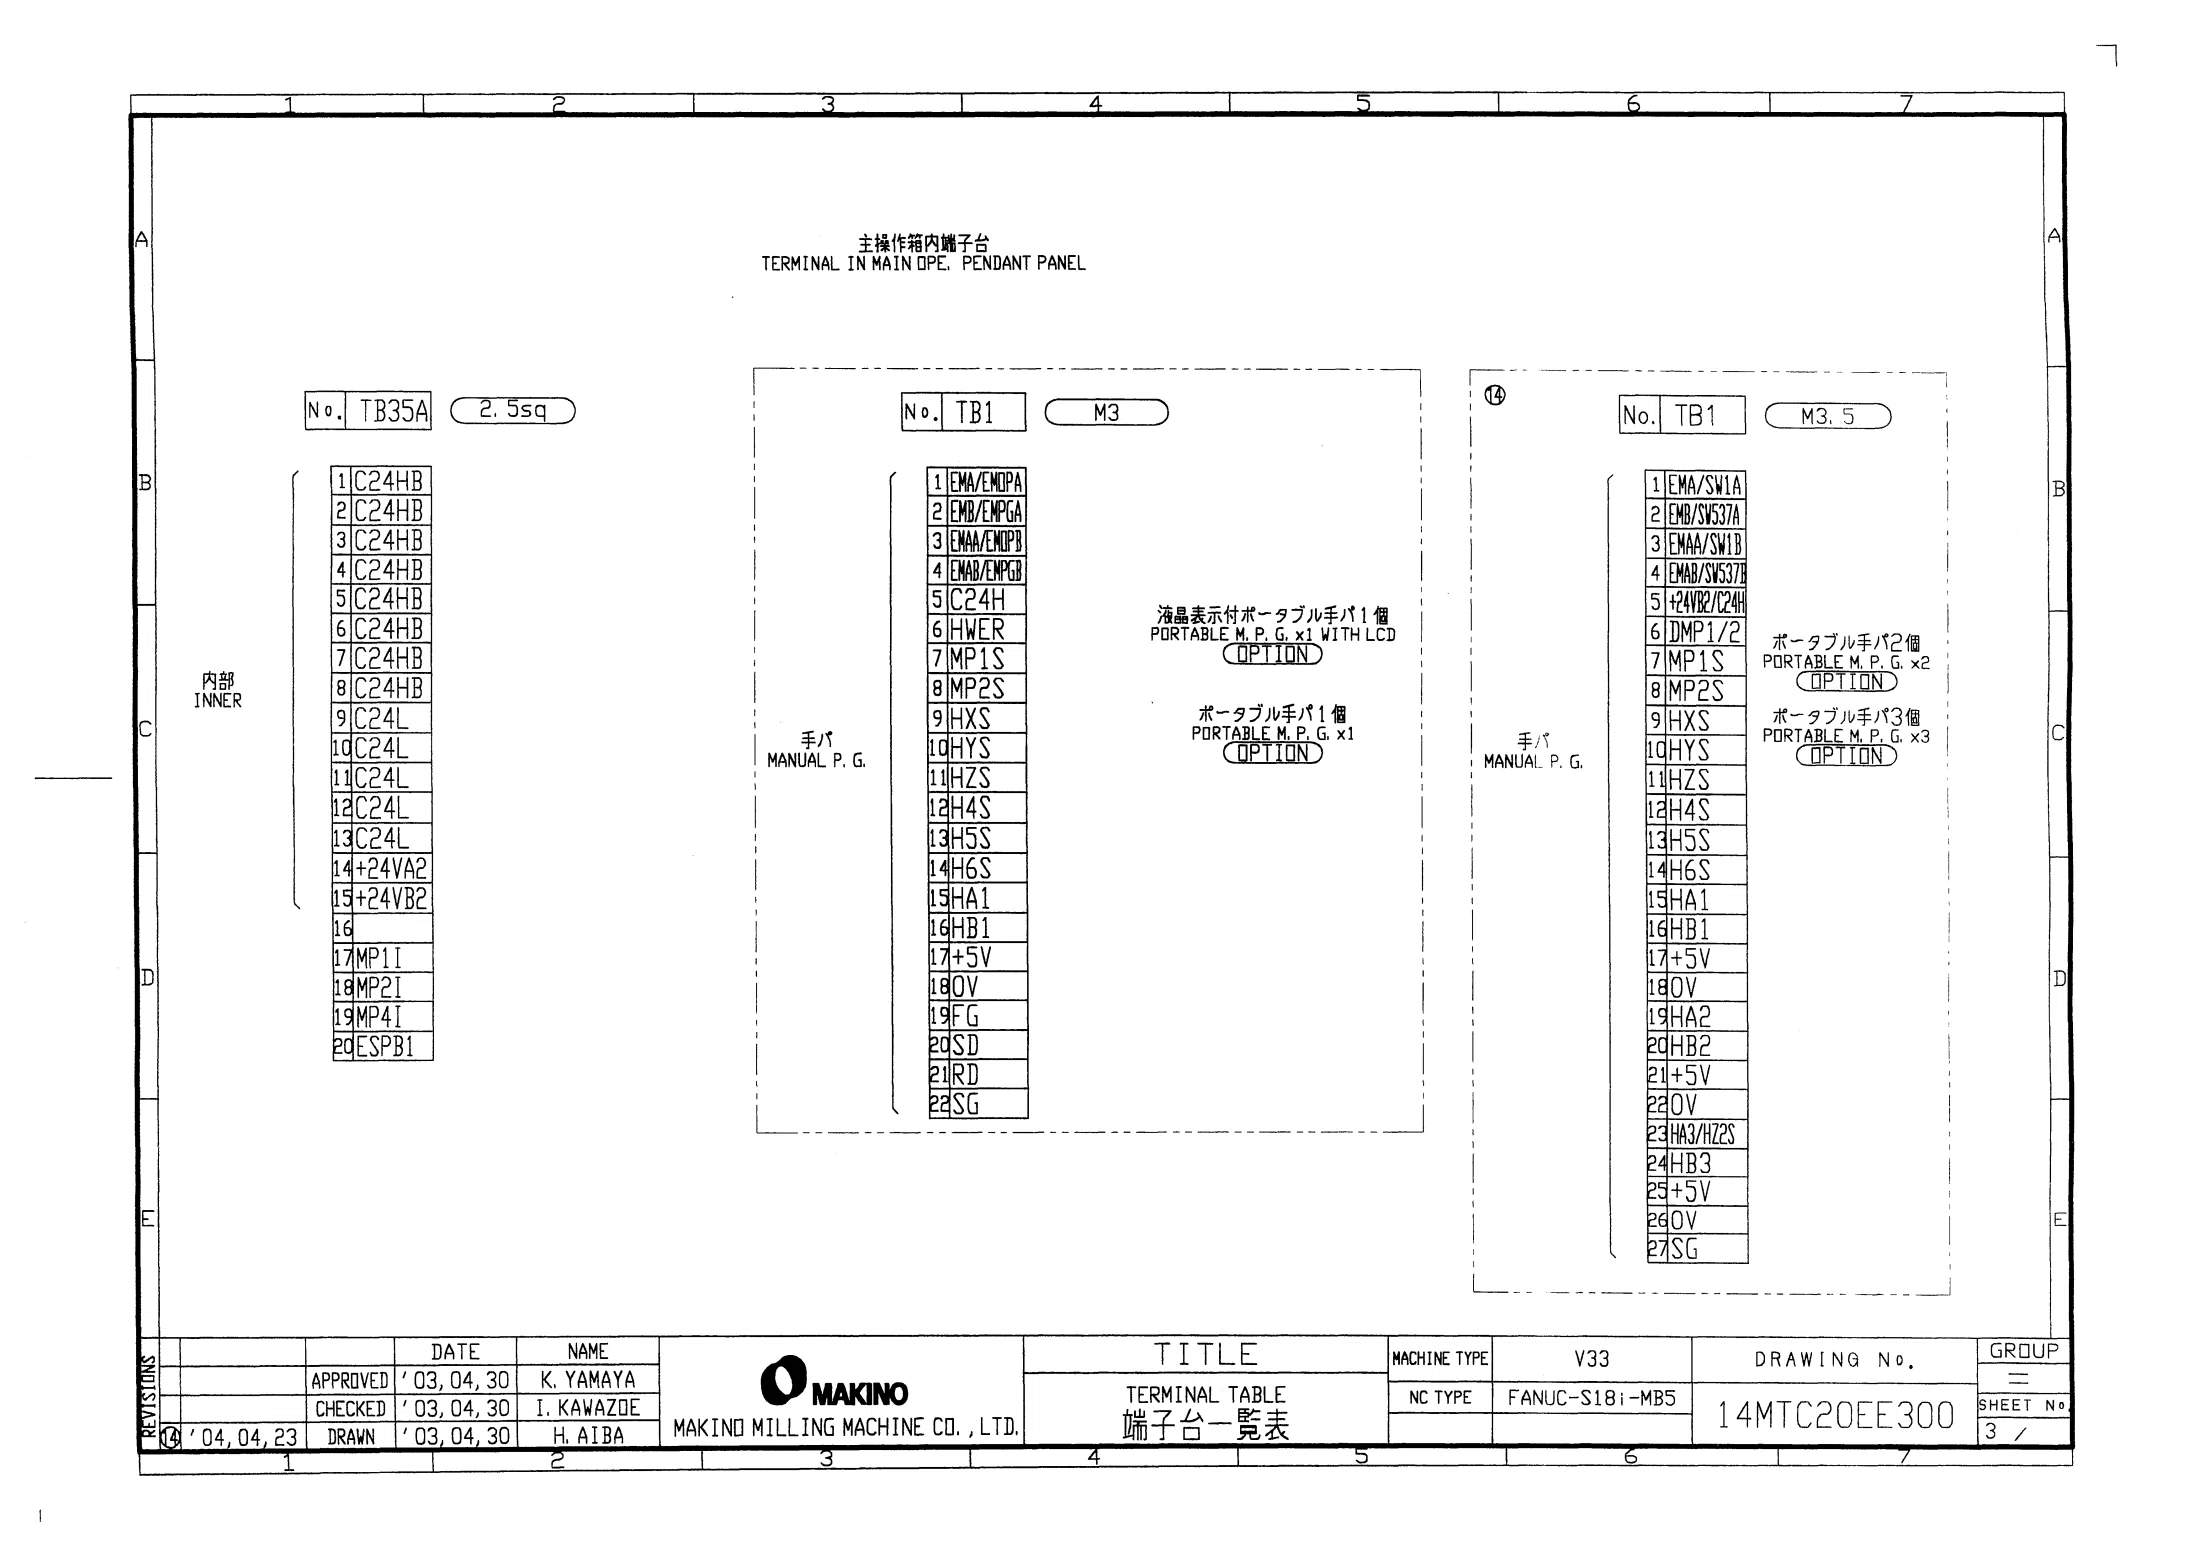 1 2 3 4 5 6 7
A A
主操作箱内端子台
TERMINAL IN MAIN OPE. PENDANT PANEL
No. TB35A 2.5sq
1 C24HB
2 C24HB
3 C24HB
4 C24HB
5 C24HB
6 C24HB
7 C24HB
8 C24HB
9 C24L
10 C24L
11 C24L
12 C24L
13 C24L
14 +24VA2
15 +24VB2
16
17 MP1I
18 MP2I
19 MP4I
20 ESPB1
内部
INNER
No. TB1 M3
1 EMA/EMOPA
2 EMB/EMPGA
3 EMAA/EMOPB
4 EMAB/EMPGB
5 C24H
6 HWER
7 MP1S
8 MP2S
9 HXS
10 HYS
11 HZS
12 H4S
13 H5S
14 H6S
15 HA1
16 HB1
17 +5V
18 0V
19 FG
20 SD
21 RD
22 SG
手パ
MANUAL P. G.
液晶表示付ポータブル手パ1個
PORTABLE M. P. G. x1 WITH LCD
OPTION
ポータブル手パ1個
PORTABLE M. P. G. x1
OPTION
14
No. TB1 M3.5
1 EMA/SW1A
2 EMB/SW537A
3 EMAA/SW1B
4 EMAB/SW537B
5 +24VB2/C24H
6 DMP1/2
7 MP1S
8 MP2S
9 HXS
10 HYS
11 HZS
12 H4S
13 H5S
14 H6S
15 HA1
16 HB1
17 +5V
18 0V
19 HA2
20 HB2
21 +5V
22 0V
23 HA3/HZ2S
24 HB3
25 +5V
26 0V
27 SG
手パ
MANUAL P. G.
ポータブル手パ2個
PORTABLE M. P. G. x2
OPTION
ポータブル手パ3個
PORTABLE M. P. G. x3
OPTION
B B
C C
D D
E E
REVISIONS
14 '04,04,23
DATE NAME
APPROVED '03,04,30 K. YAMAYA
CHECKED '03,04,30 I. KAWAZOE
DRAWN '03,04,30 H. AIBA
MAKINO
MAKINO MILLING MACHINE CO.,LTD.
TITLE
TERMINAL TABLE
端子台一覧表
MACHINE TYPE V33
NC TYPE FANUC-S18i-MB5
DRAWING No.
14MTC20EE300
GROUP
=
SHEET No.
3 /
1 2 3 4 5 6 7